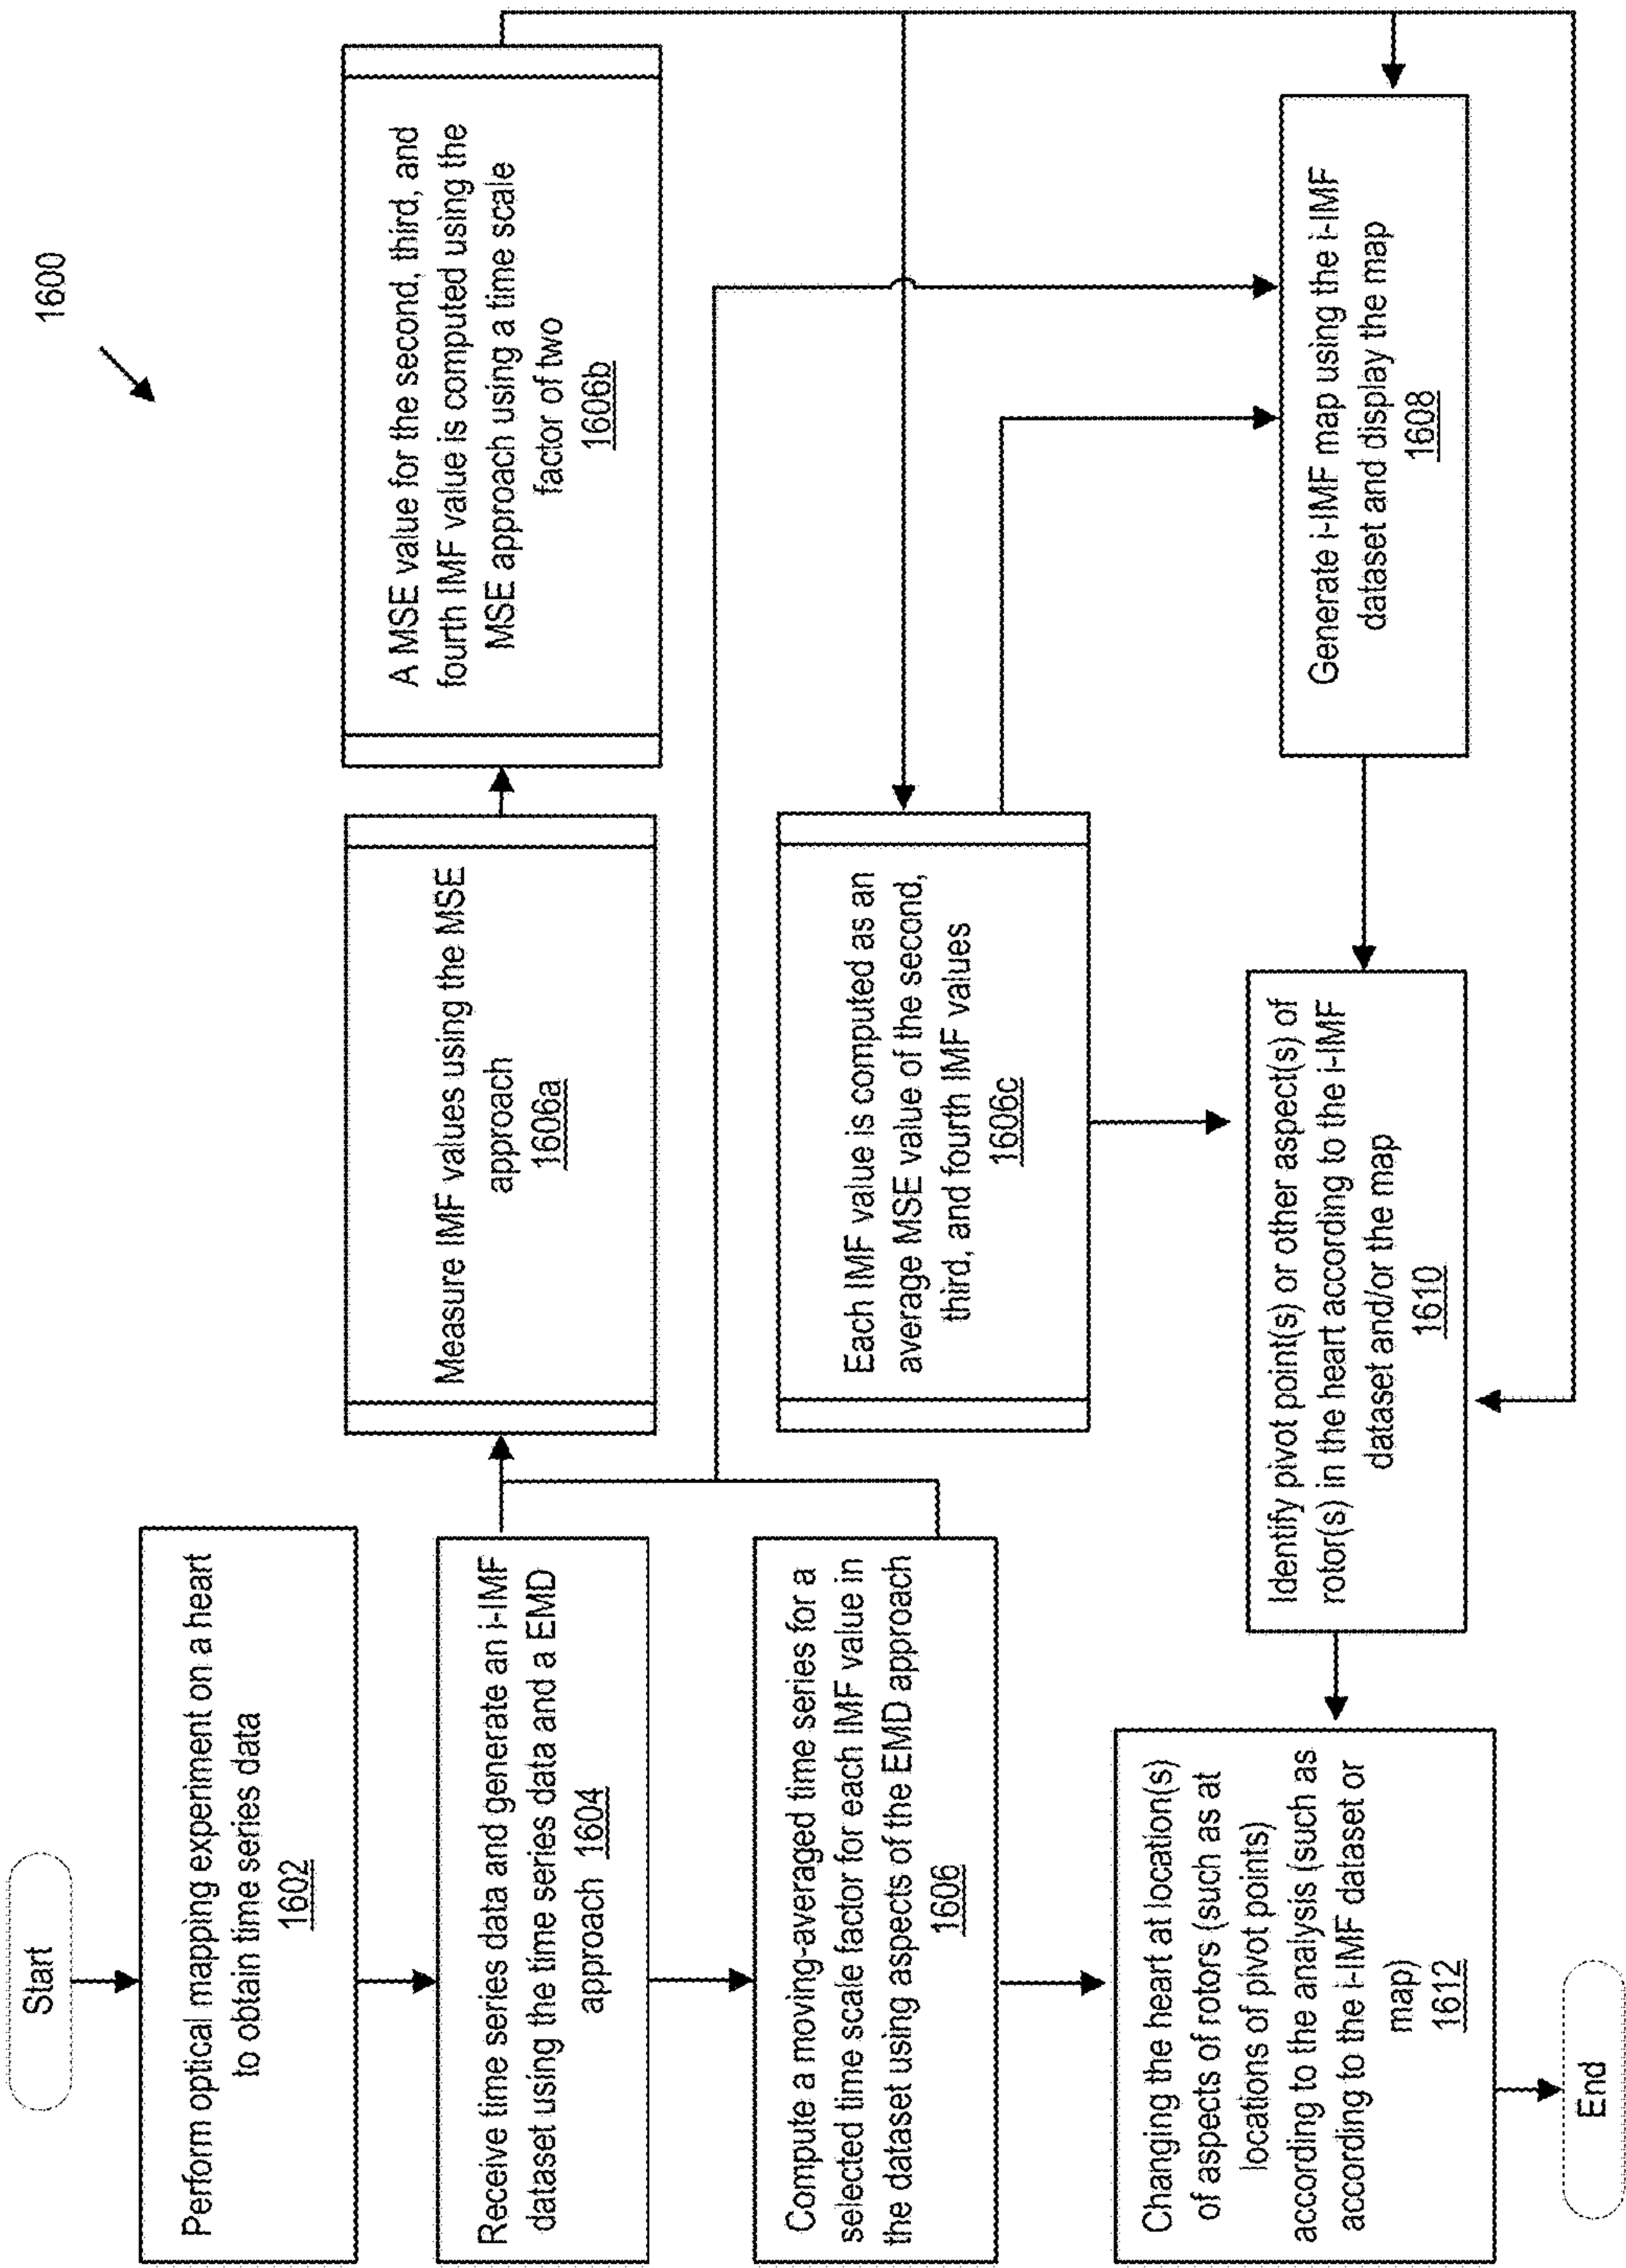 1600
Start
Perform optical mapping experiment on a heart
to obtain time series data
1602
Receive time series data and generate an i-IMF
dataset using the time series data and a EMD
approach 1604
Compute a moving-averaged time series for a
selected time scale factor for each IMF value in
the dataset using aspects of the EMD approach
1606
Measure IMF values using the MSE
approach
1606a
A MSE value for the second, third, and
fourth IMF value is computed using the
MSE approach using a time scale
factor of two
1606b
Each IMF value is computed as an
average MSE value of the second,
third, and fourth IMF values
1606c
Generate i-IMF map using the i-IMF
dataset and display the map
1608
Identify pivot point(s) or other aspect(s) of
rotor(s) in the heart according to the i-IMF
dataset and/or the map
1610
Changing the heart at location(s)
of aspects of rotors (such as at
locations of pivot points)
according to the analysis (such as
according to the i-IMF dataset or
map)
1612
End